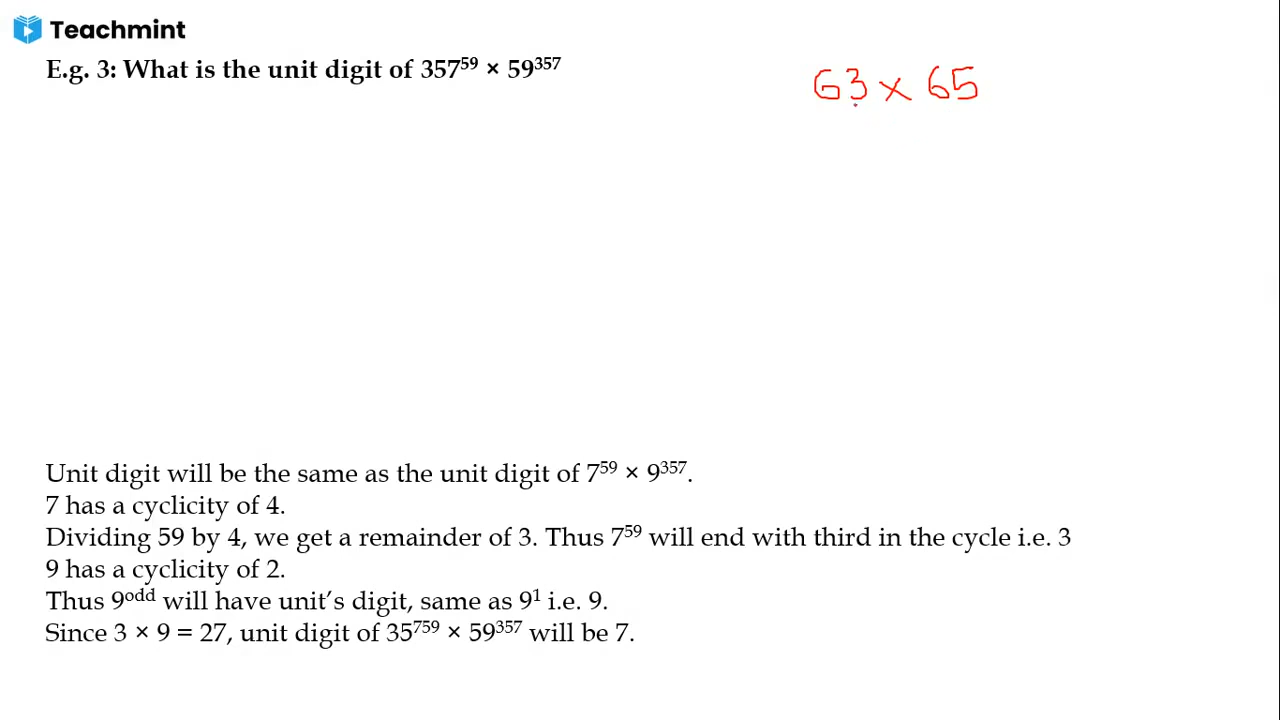 Teachmint
E.g. 3: What is the unit digit of 357⁵⁹ × 59³⁵⁷
63 × 65
Unit digit will be the same as the unit digit of 7⁵⁹ × 9³⁵⁷.
7 has a cyclicity of 4.
Dividing 59 by 4, we get a remainder of 3. Thus 7⁵⁹ will end with third in the cycle i.e. 3
9 has a cyclicity of 2.
Thus 9ᵒᵈᵈ will have unit’s digit, same as 9¹ i.e. 9.
Since 3 × 9 = 27, unit digit of 35⁷⁵⁹ × 59³⁵⁷ will be 7.